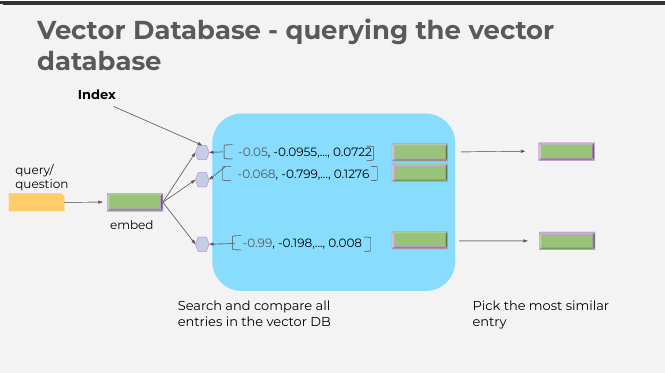 Vector Database - querying the vector
database
Index
-0.05, -0.0955,..., 0.0722
query/
question
-0.068, -0.799,..., 0.1276
embed
-0.99, -0.198,..., 0.008
Search and compare all
entries in the vector DB
Pick the most similar
entry